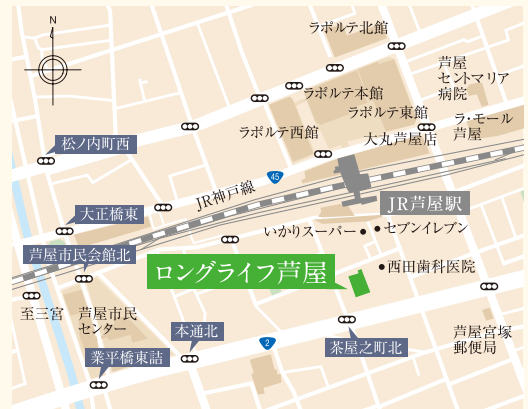 N
ラポルテ北館
芦屋
セントマリア
病院
ラポルテ本館
ラポルテ東館
ラ・モール
芦屋
ラポルテ西館
大丸芦屋店
松ノ内町西
45
JR神戸線
JR芦屋駅
大正橋東
いかりスーパー
セブンイレブン
芦屋市民会館北
ロングライフ芦屋
西田歯科医院
至三宮
芦屋市民
センター
本通北
2
茶屋之町北
芦屋宮塚
郵便局
業平橋東詰